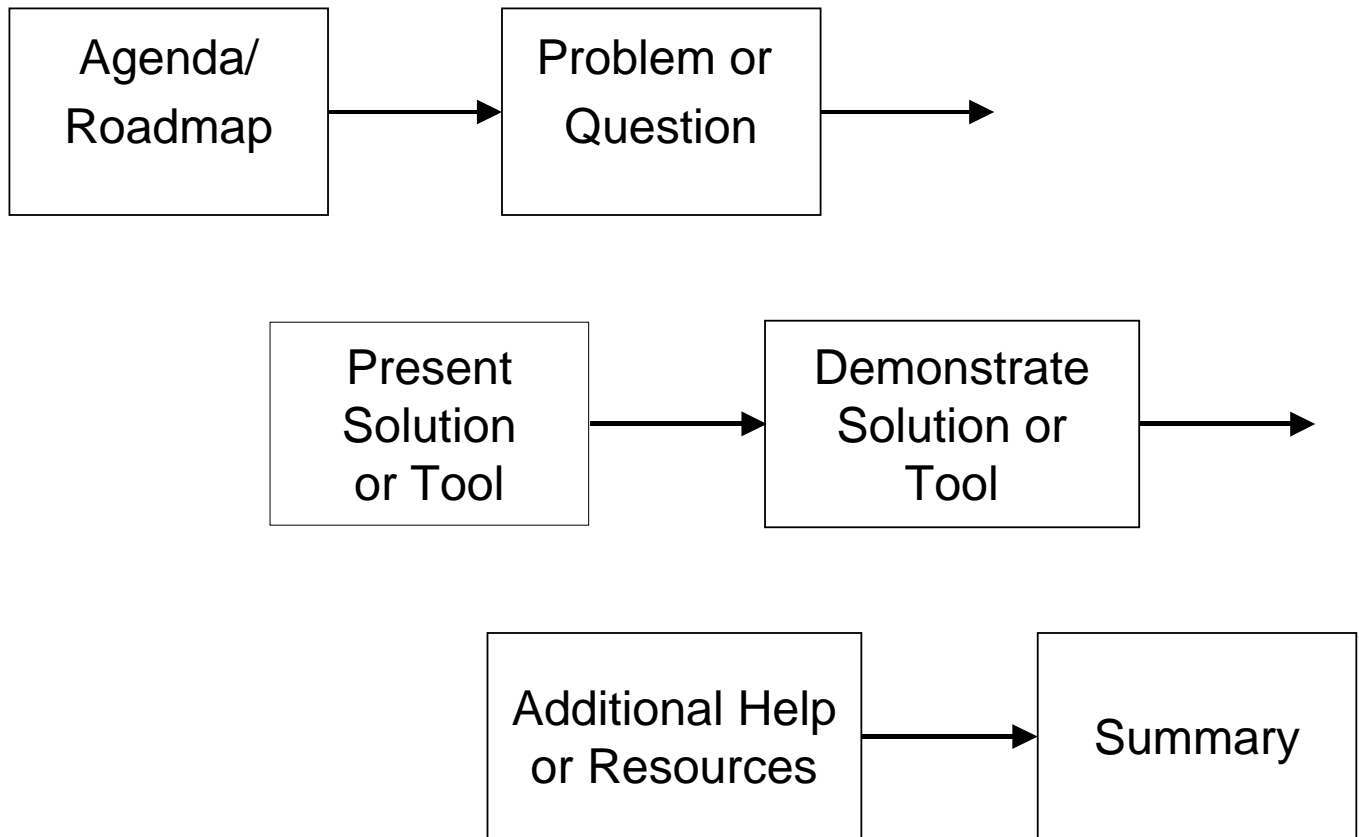 Agenda/
Roadmap
Problem or
Question
Present
Solution
or Tool
Demonstrate
Solution or
Tool
Additional Help
or Resources
Summary